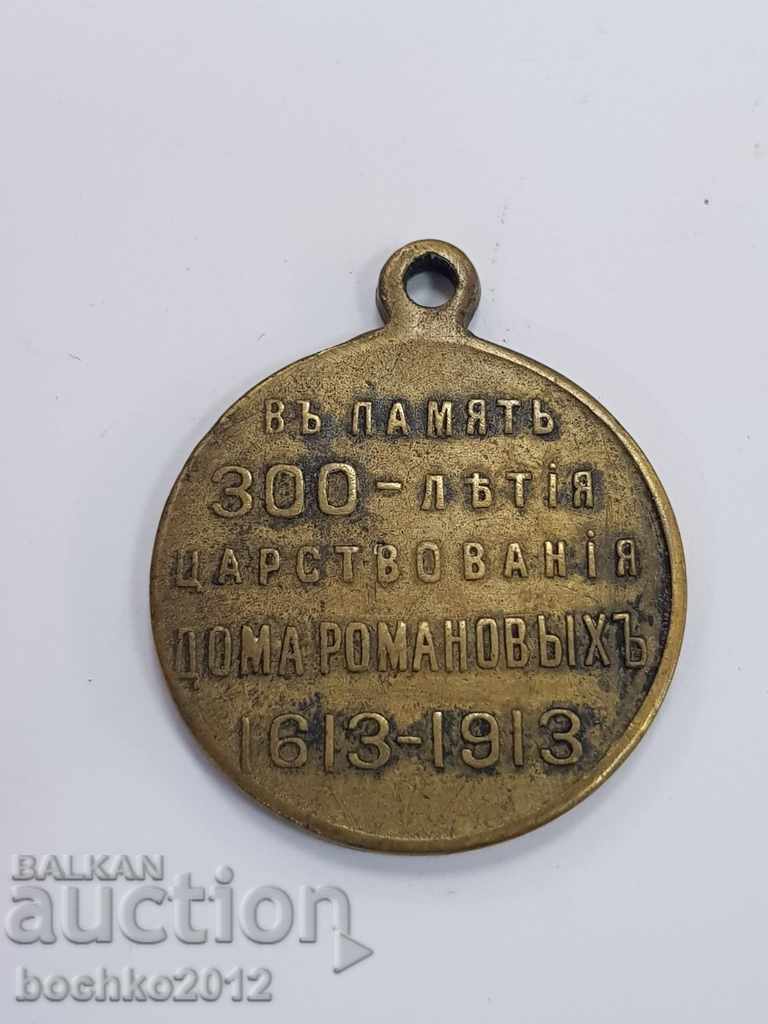 ВЪ ПАМЯТЬ
300-ЛѢТІЯ
ЦАРСТВОВАНІЯ
ДОМА РОМАНОВЫХЪ
1613-1913
BALKAN
auction
bochko2012